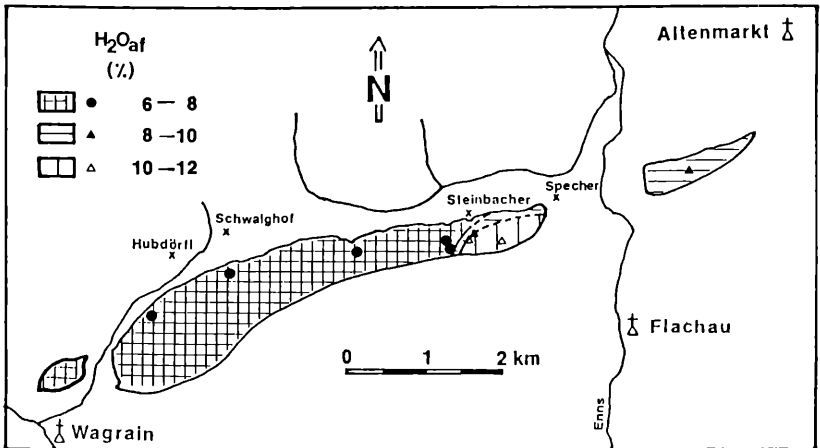 H₂Oaf
(%)
6 — 8
8 — 10
10 — 12
N
Altenmarkt
Specher
Steinbacher
Schwalghof
Hubdörfl
Flachau
0 1 2 km
Enns
Wagrain